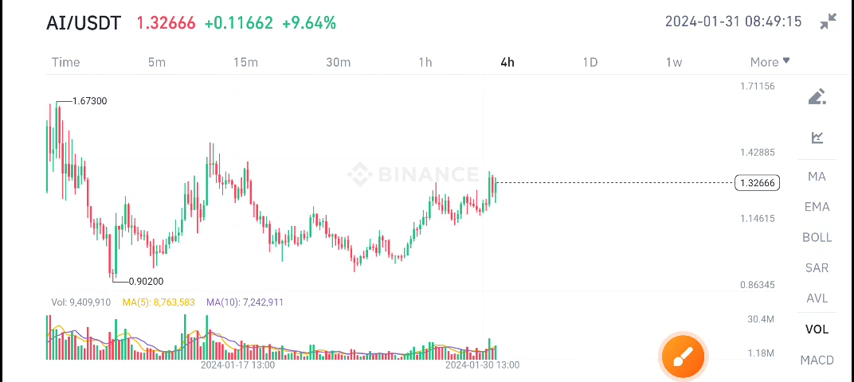 AI/USDT 1.32666 +0.11662 +9.64% 2024-01-31 08:49:15
Time 5m 15m 30m 1h 4h 1D 1w More
1.71156
1.67300
1.42885
BINANCE
1.32666
1.14615
0.90200
0.86345
Vol: 9,409,910 MA(5): 8,763,583 MA(10): 7,242,911
30.4M
1.18M
2024-01-17 13:00 2024-01-30 13:00
MA
EMA
BOLL
SAR
AVL
VOL
MACD